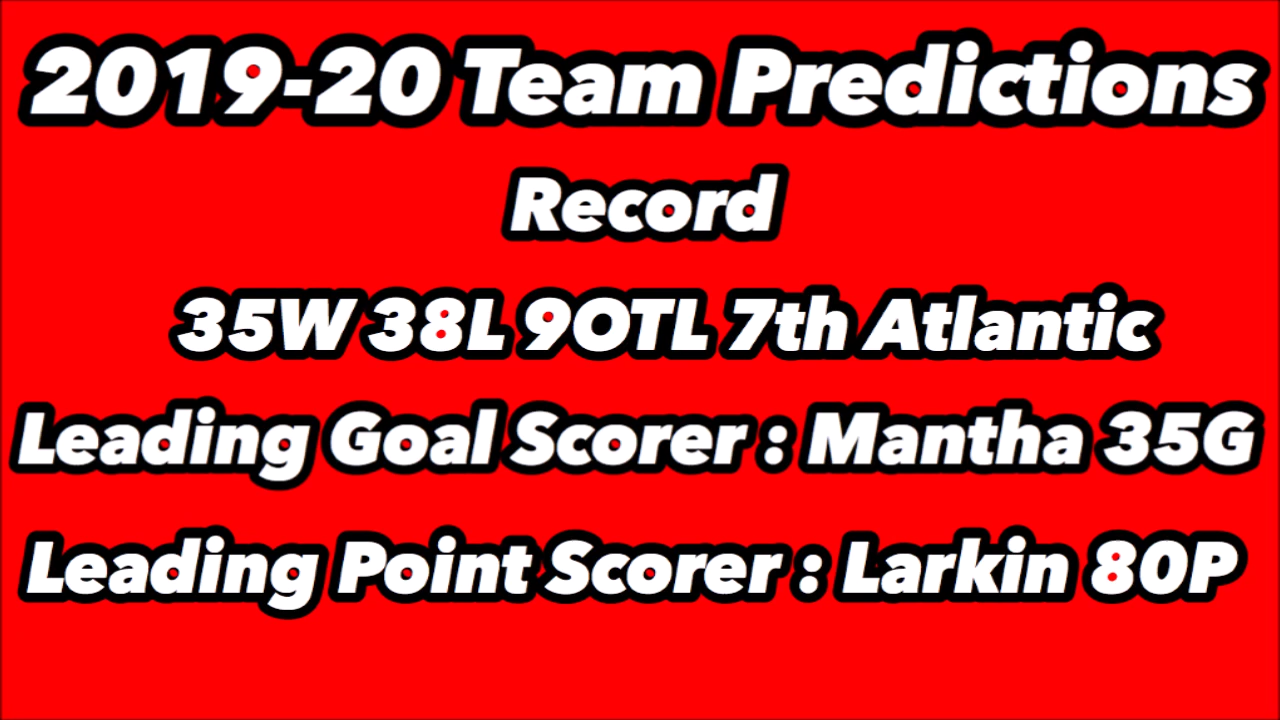 2019-20 Team Predictions
Record
35W 38L 9OTL 7th Atlantic
Leading Goal Scorer : Mantha 35G
Leading Point Scorer : Larkin 80P